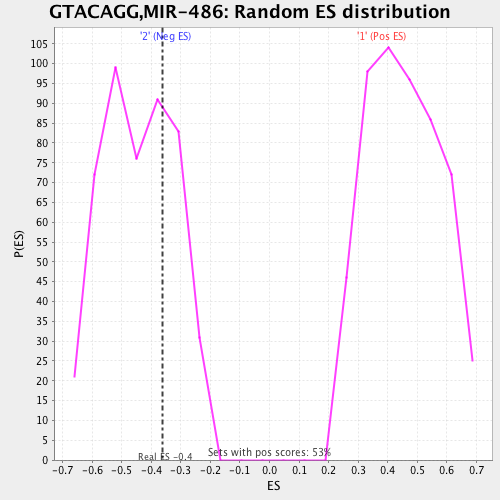 GTACAGG,MIR-486: Random ES distribution
'2' (Neg ES)
'1' (Pos ES)
105
100
95
90
85
80
75
70
65
60
55
50
45
40
35
30
25
20
15
10
5
0
P(ES)
Real ES -0.4
Sets with pos scores: 53%
-0.7 -0.6 -0.5 -0.4 -0.3 -0.2 -0.1 0.0 0.1 0.2 0.3 0.4 0.5 0.6 0.7
ES